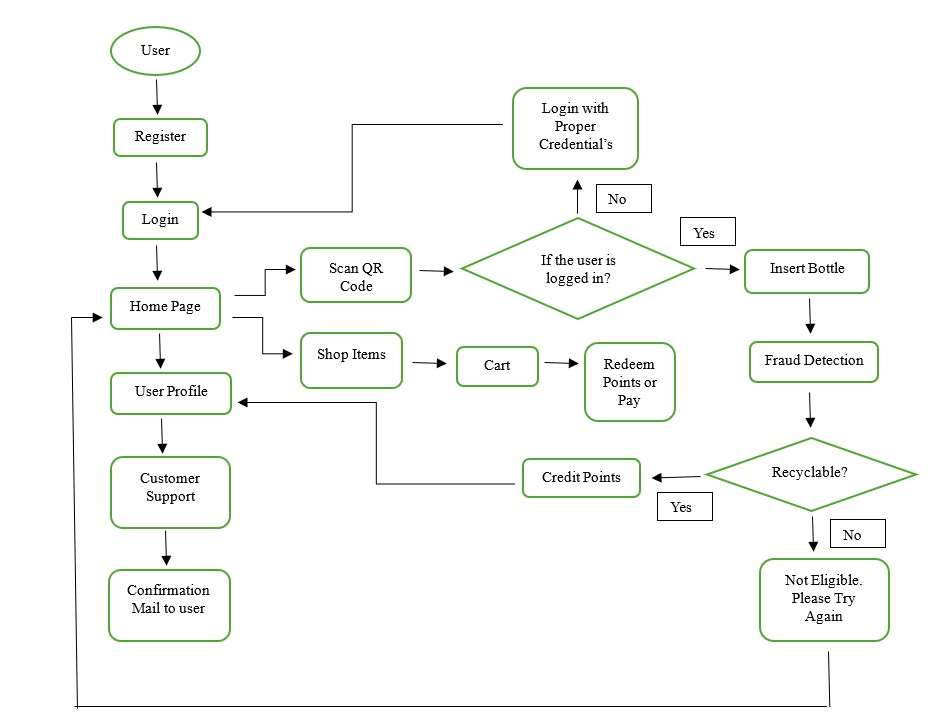 User
Register
Login
Home Page
User Profile
Customer
Support
Confirmation
Mail to user
Scan QR
Code
Shop Items
Cart
Redeem
Points or
Pay
Login with
Proper
Credential’s
No
If the user is
logged in?
Yes
Insert Bottle
Fraud Detection
Recyclable?
Yes
Credit Points
No
Not Eligible.
Please Try
Again